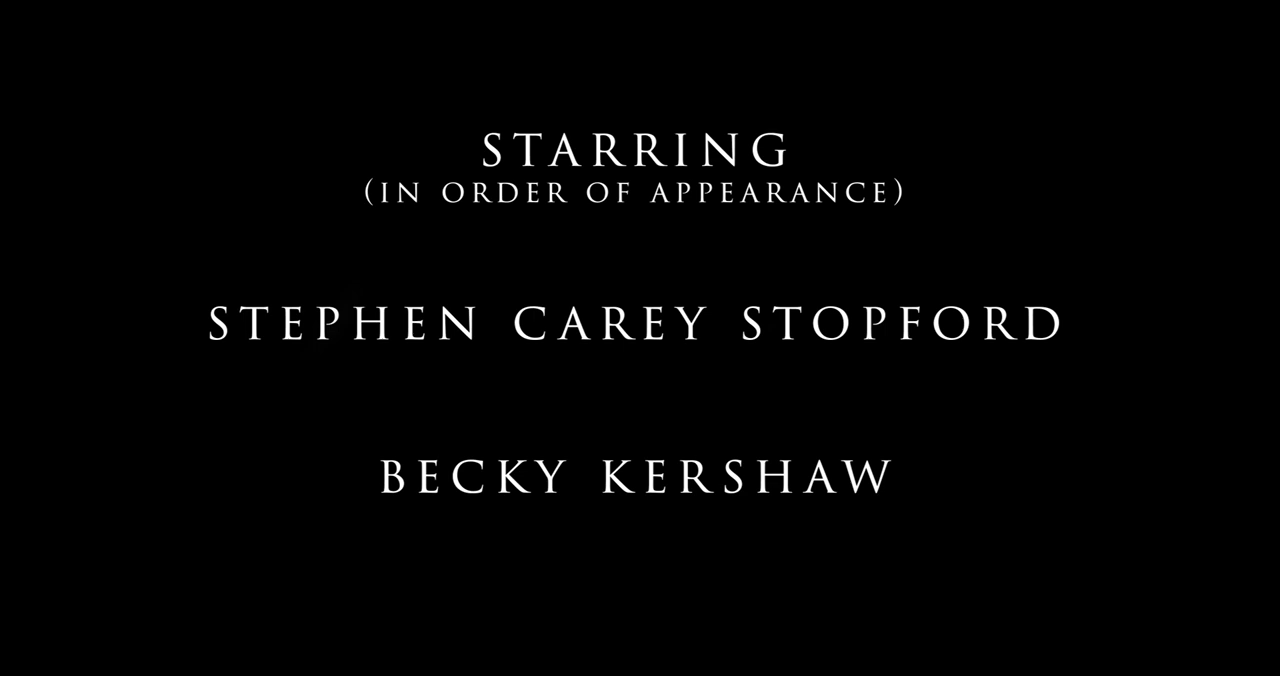 STARRING
(IN ORDER OF APPEARANCE)
STEPHEN CAREY STOPFORD
BECKY KERSHAW